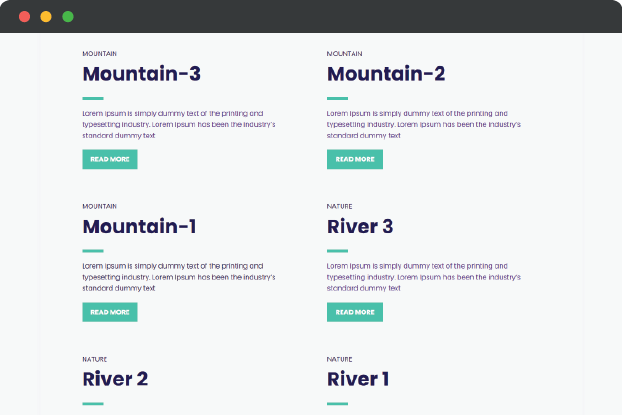 MOUNTAIN
Mountain-3
Lorem Ipsum is simply dummy text of the printing and
typesetting industry. Lorem Ipsum has been the industry's
standard dummy text
READ MORE
MOUNTAIN
Mountain-2
Lorem Ipsum is simply dummy text of the printing and
typesetting industry. Lorem Ipsum has been the industry's
standard dummy text
READ MORE
MOUNTAIN
Mountain-1
Lorem Ipsum is simply dummy text of the printing and
typesetting industry. Lorem Ipsum has been the industry's
standard dummy text
READ MORE
NATURE
River 3
Lorem Ipsum is simply dummy text of the printing and
typesetting industry. Lorem Ipsum has been the industry's
standard dummy text
READ MORE
NATURE
River 2
NATURE
River 1